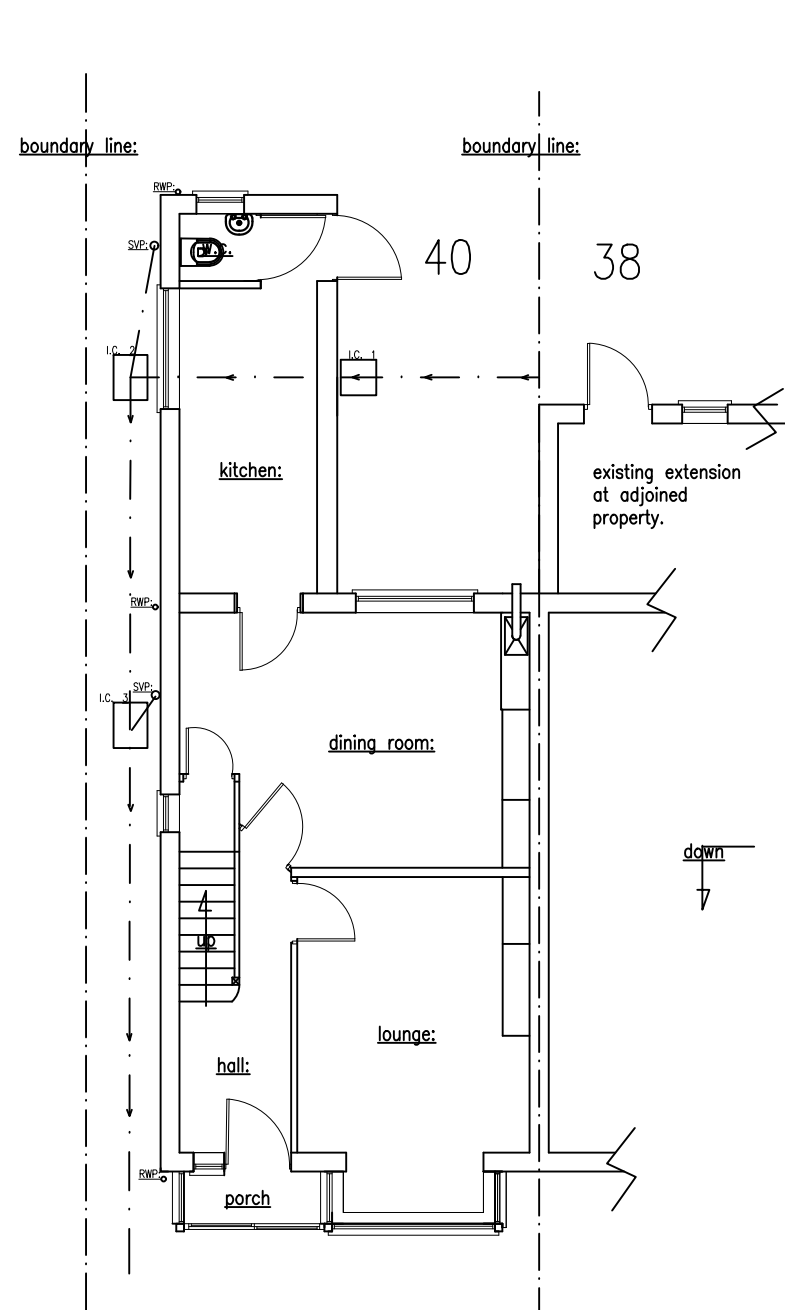 boundary line:
boundary line:
RWP:
SVP:
W.C.
40
38
I.C. 2
I.C. 1
kitchen:
existing extension
at adjoined
property.
RWP:
SVP:
I.C. 3
dining room:
down
up
lounge:
hall:
RWP:
porch